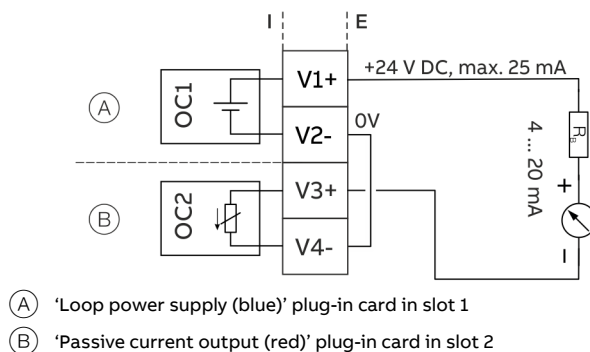 I E
V1+ +24 V DC, max. 25 mA
OC1
A
V2- 0V
4 ... 20 mA
R_B
V3+
+
OC2
B
V4-
–
A 'Loop power supply (blue)' plug-in card in slot 1
B 'Passive current output (red)' plug-in card in slot 2